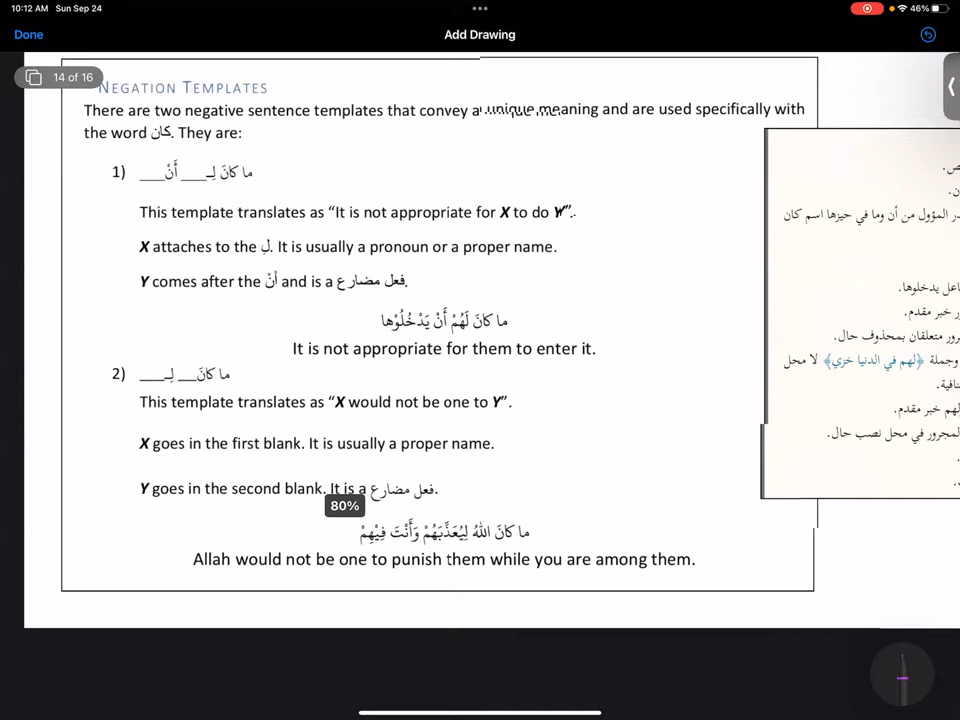 10:12 AM Sun Sep 24
46%
Done
Add Drawing
14 of 16
NEGATION TEMPLATES
There are two negative sentence templates that convey a unique meaning and are used specifically with
the word كان. They are:
1) ما كانَ لِـ___ أَنْ ___
This template translates as “It is not appropriate for X to do Y”.
X attaches to the لِ. It is usually a pronoun or a proper name.
Y comes after the أنْ and is a فعل مضارع.
ما كانَ لَهُمْ أَنْ يَدْخُلُوْها
It is not appropriate for them to enter it.
2) ما كانَ___ لِـ___
This template translates as “X would not be one to Y”.
X goes in the first blank. It is usually a proper name.
Y goes in the second blank. It is a فعل مضارع.
80%
ما كانَ اللهُ لِيُعَذِّبَهُمْ وَأَنْتَ فِيْهِمْ
Allah would not be one to punish them while you are among them.
در المؤول من أن وما في حيزها اسم كان
اعل يدخلوها.
ور خبر مقدم.
رور متعلقان بمحذوف حال.
وجملة ﴿لهم في الدنيا خزي﴾ لا محل
نافية.
لهم خبر مقدم.
لمجرور في محل نصب حال.